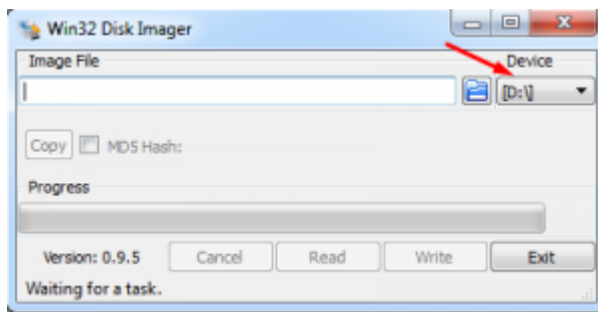 Win32 Disk Imager
Image File Device
[D:\]
Copy MD5 Hash:
Progress
Version: 0.9.5 Cancel Read Write Exit
Waiting for a task.